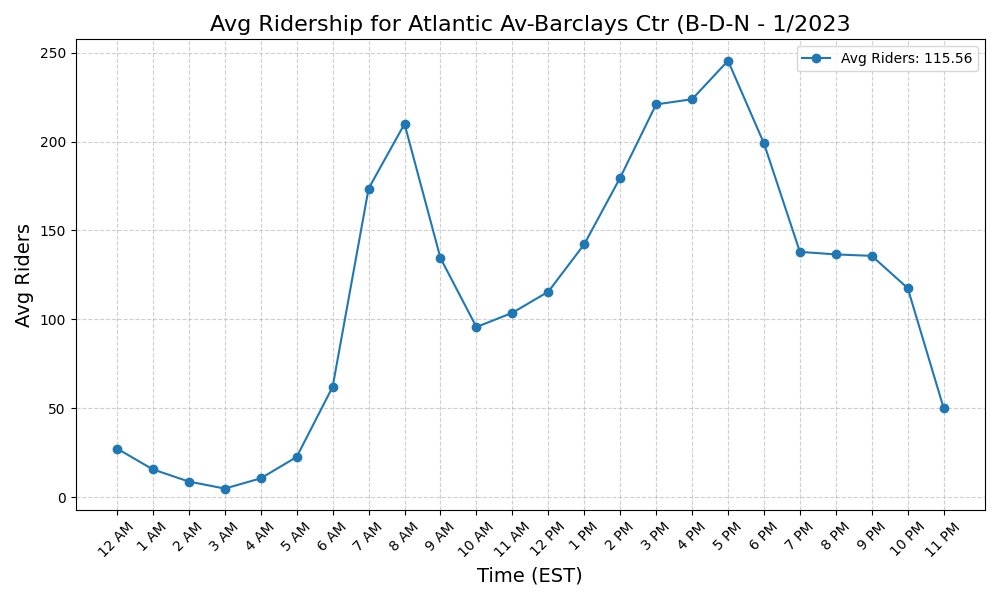 Avg Ridership for Atlantic Av-Barclays Ctr (B-D-N - 1/2023
Avg Riders: 115.56
250
200
150
100
50
0
Avg Riders
12 AM 1 AM 2 AM 3 AM 4 AM 5 AM 6 AM 7 AM 8 AM 9 AM 10 AM 11 AM 12 PM 1 PM 2 PM 3 PM 4 PM 5 PM 6 PM 7 PM 8 PM 9 PM 10 PM 11 PM
Time (EST)